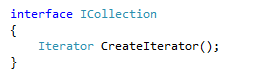 interface ICollection
{
    Iterator CreateIterator();
}